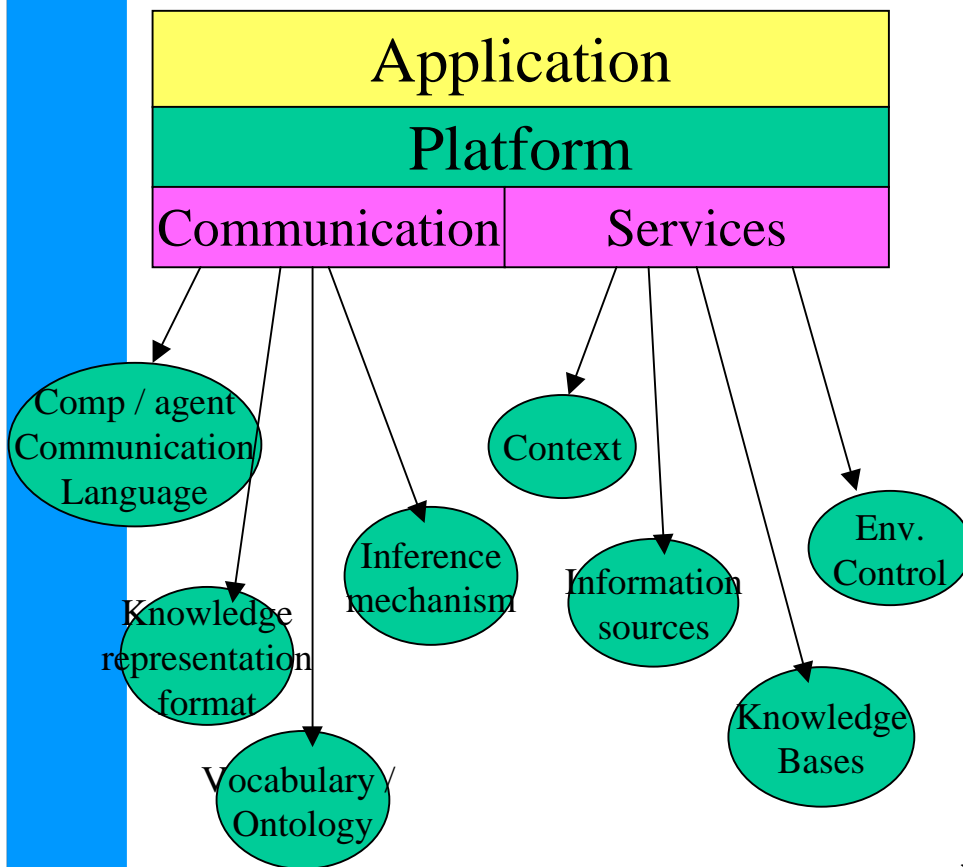 Application
Platform
Communication
Services
Comp / agent
Communication
Language
Context
Inference
mechanism
Env.
Control
Information
sources
Knowledge
representation
format
Knowledge
Bases
Vocabulary /
Ontology